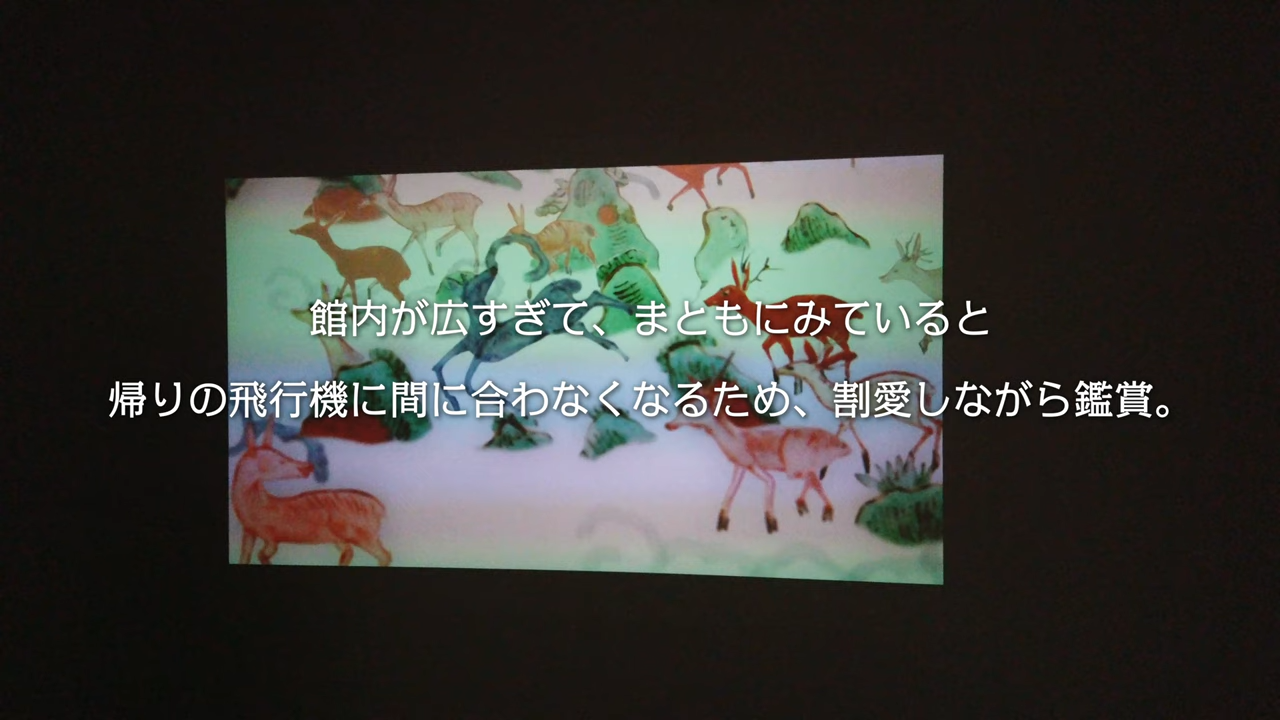 館内が広すぎて、まともにみていると
帰りの飛行機に間に合わなくなるため、割愛しながら鑑賞。